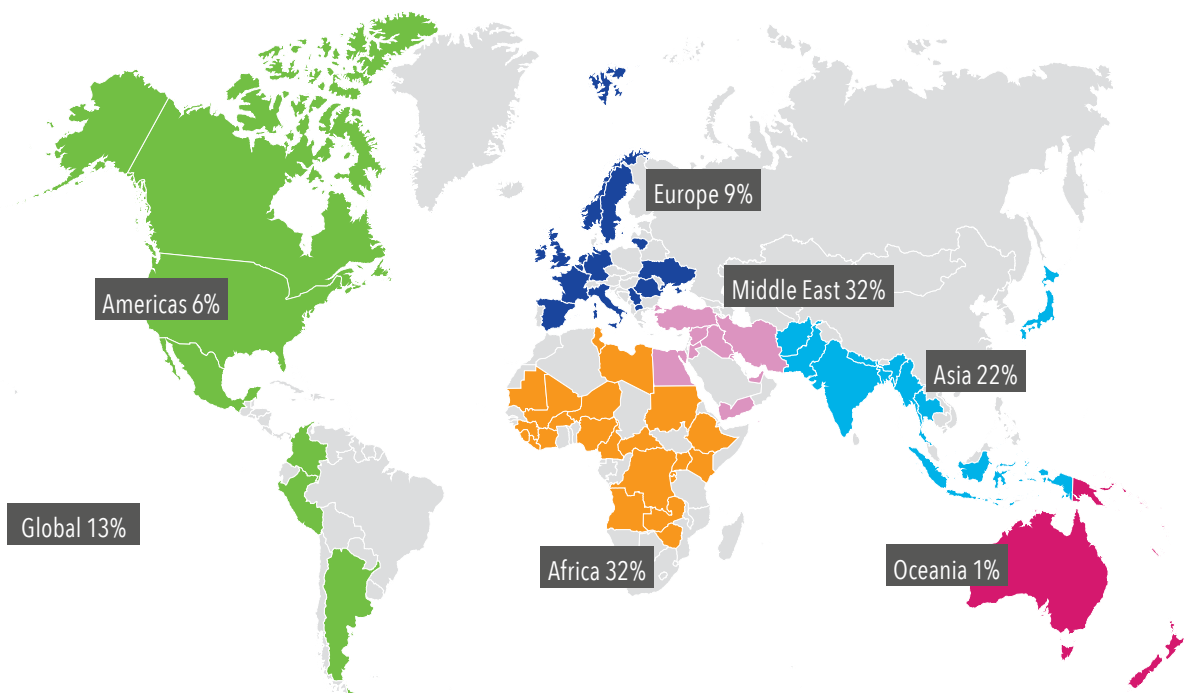 Europe 9%
Middle East 32%
Americas 6%
Asia 22%
Global 13%
Africa 32%
Oceania 1%